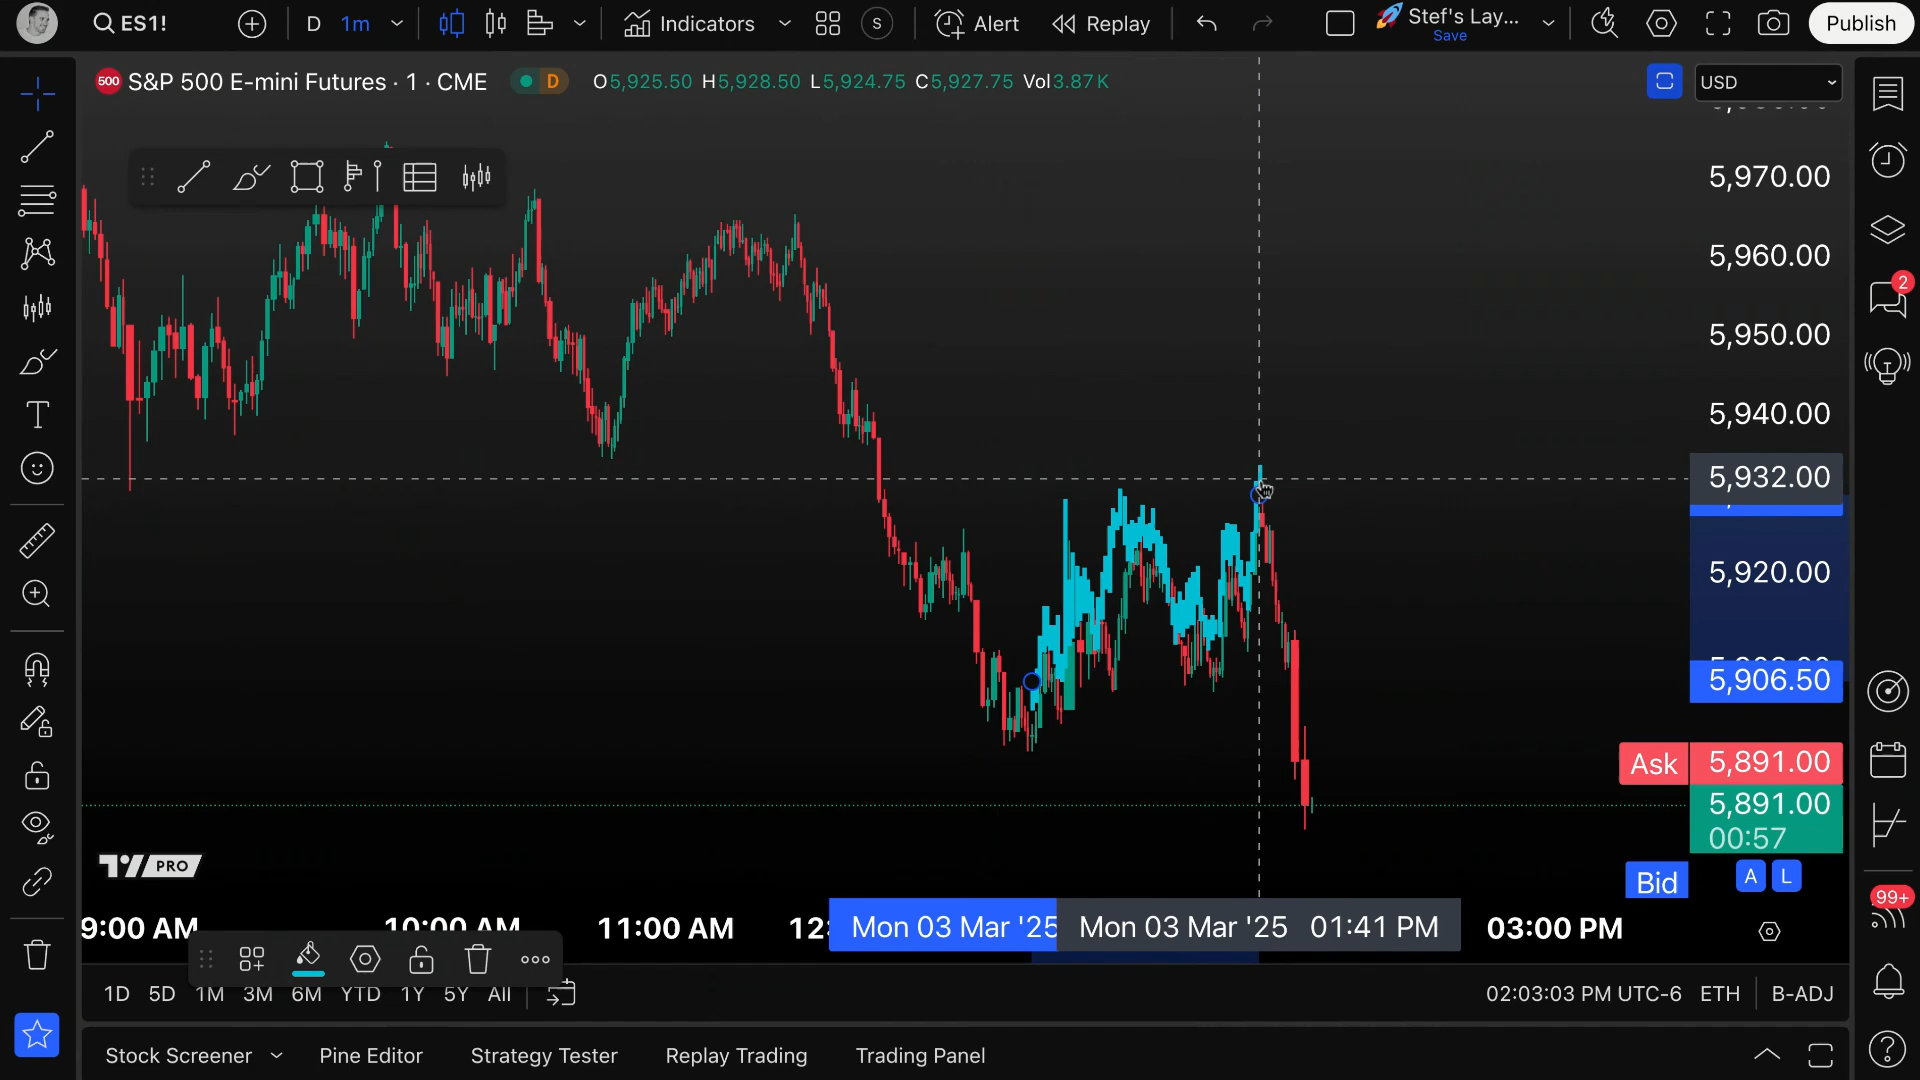 ES1!
D
1m
Indicators
S
Alert
Replay
Stef's Lay...
Save
Publish
500
S&P 500 E-mini Futures · 1 · CME
D
O5,925.50 H5,928.50 L5,924.75 C5,927.75 Vol3.87K
USD
5,970.00
5,960.00
5,950.00
5,940.00
5,932.00
5,920.00
5,906.50
Ask 5,891.00
5,891.00
00:57
Bid
A L
2
99+
PRO
9:00 AM
10:00 AM
11:00 AM
12:
Mon 03 Mar '25
Mon 03 Mar '25 01:41 PM
03:00 PM
1D 5D 1M 3M 6M YTD 1Y 5Y All
02:03:03 PM UTC-6 ETH B-ADJ
Stock Screener
Pine Editor
Strategy Tester
Replay Trading
Trading Panel